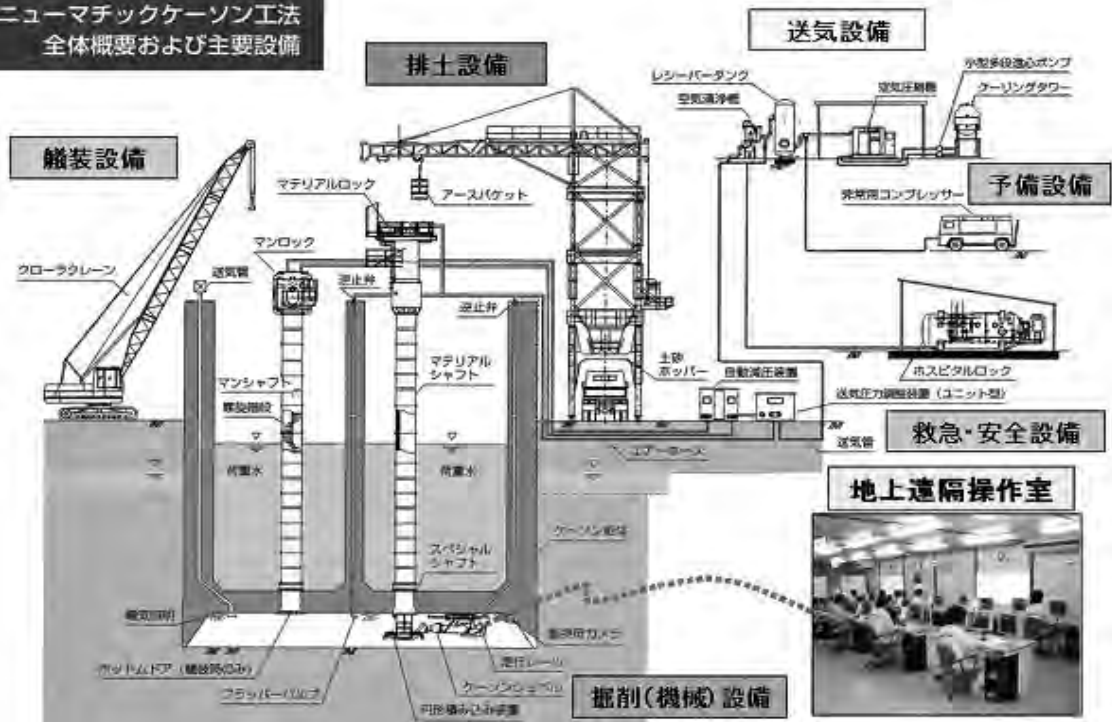 ニューマチックケーソン工法
全体概要および主要設備
排土設備
送気設備
艤装設備
予備設備
救急・安全設備
地上遠隔操作室
掘削(機械)設備
レシーバータンク
空気清浄機
空気圧縮機
小型多段遠心ポンプ
クーリングタワー
非常用コンプレッサー
ホスピタルロック
マテリアルロック
アースバケット
マンロック
クローラクレーン
送気管
逆止弁
逆止弁
マテリアル
シャフト
マンシャフト
螺旋階段
土砂
ホッパー
自動減圧装置
送気圧力調整装置(ユニット型)
送気管
エアーホース
荷重水
荷重水
スペシャル
シャフト
ケーソン躯体
走行レール
ケーソンショベル
円形積み込み装置
フラッパーバルブ
ボットムドア(艤装時のみ)